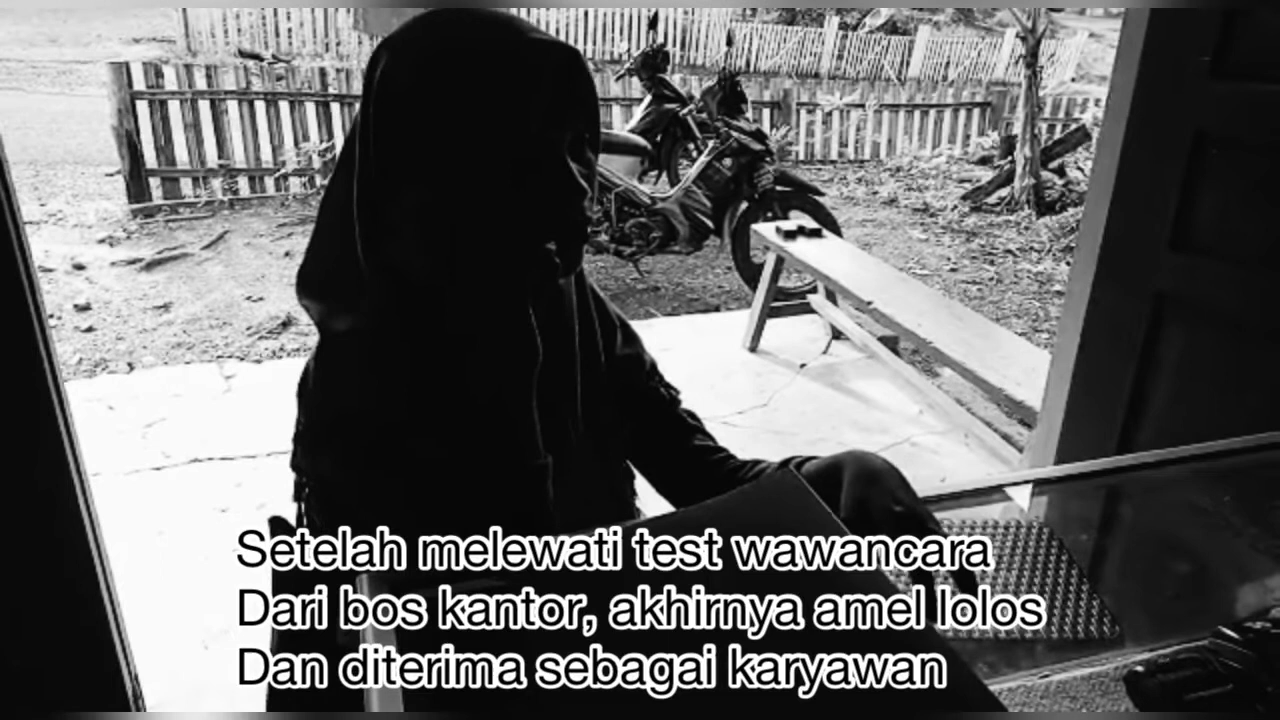 Setelah melewati test wawancara
Dari bos kantor, akhirnya amel lolos
Dan diterima sebagai karyawan